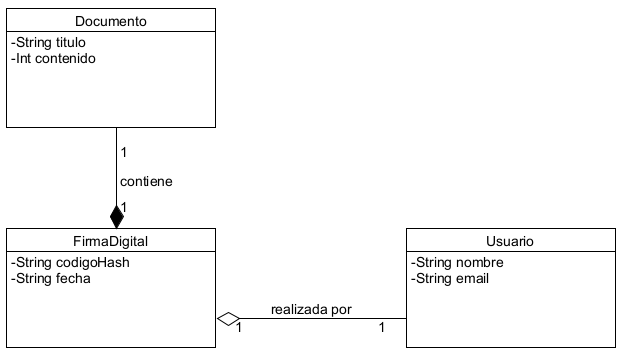 Documento
-String titulo
-Int contenido
1
contiene
1
FirmaDigital
-String codigoHash
-String fecha
Usuario
-String nombre
-String email
realizada por
1
1